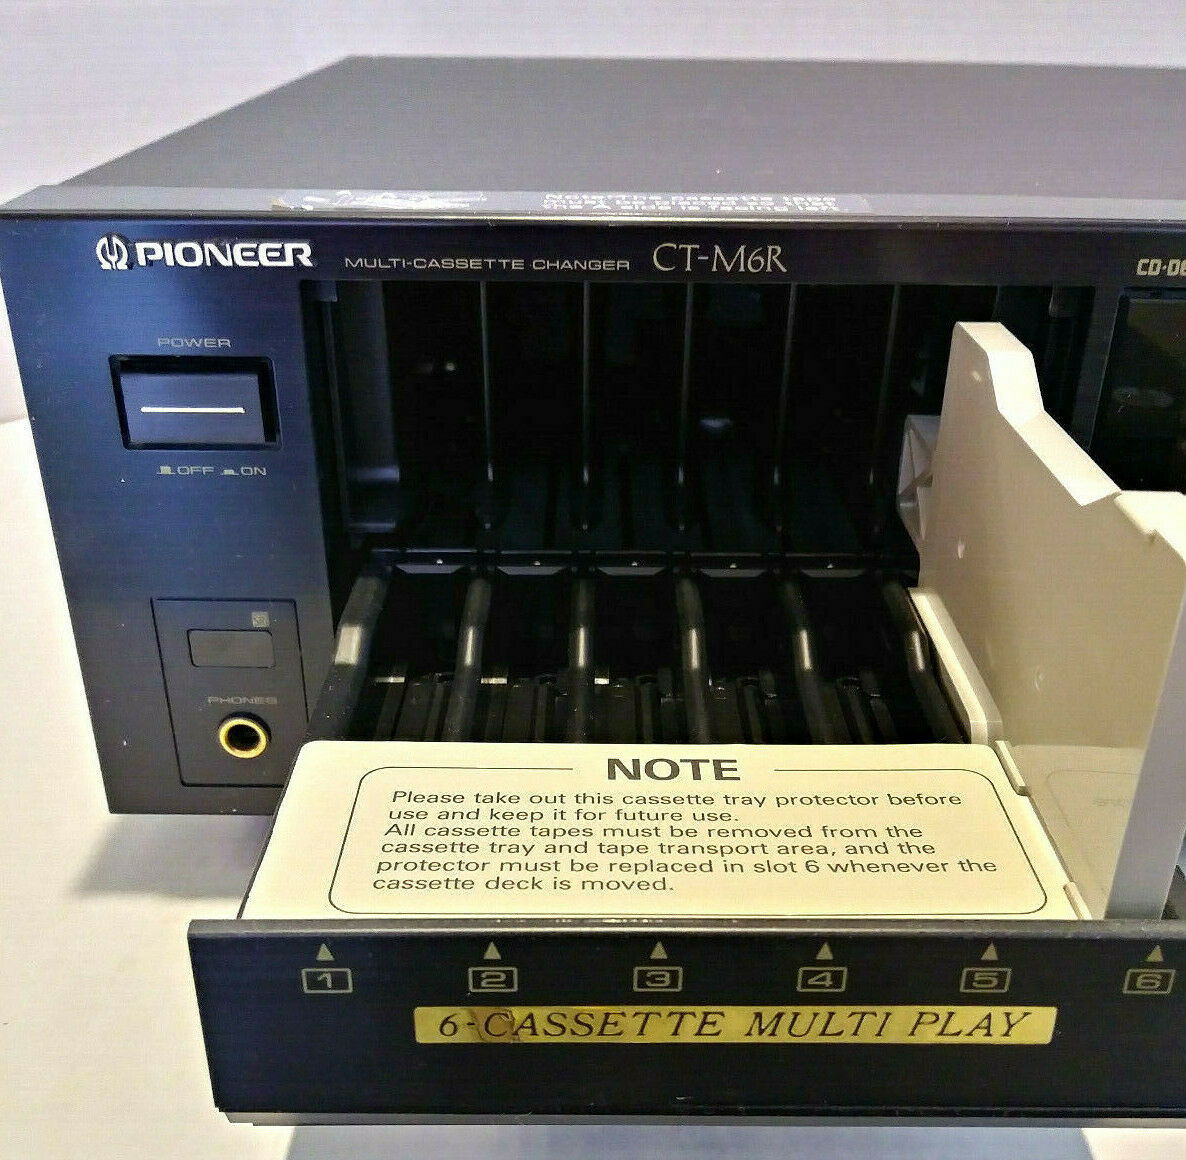 PIONEER MULTI-CASSETTE CHANGER CT-M6R
POWER
OFF ON
PHONES
NOTE
Please take out this cassette tray protector before
use and keep it for future use.
All cassette tapes must be removed from the
cassette tray and tape transport area, and the
protector must be replaced in slot 6 whenever the
cassette deck is moved.
1 2 3 4 5 6
6-CASSETTE MULTI PLAY